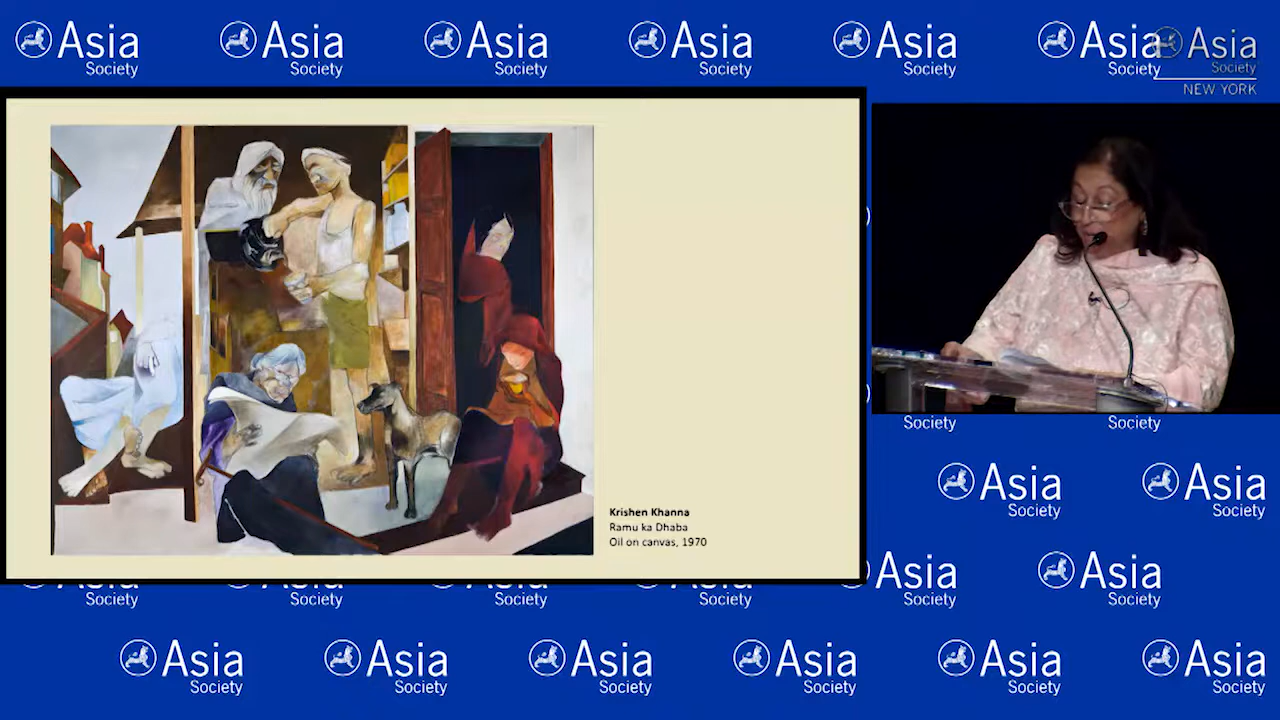 Asia Asia Asia Asia Asia Asia
Society Society Society Society Society Society
Asia
Society
NEW YORK
Society Society
Asia Asia
Society Society
Krishen Khanna
Ramu ka Dhaba
Oil on canvas, 1970
Asia Asia
Society Society Society Society Society Society
Asia Asia Asia Asia Asia Asia
Society Society Society Society Society Society